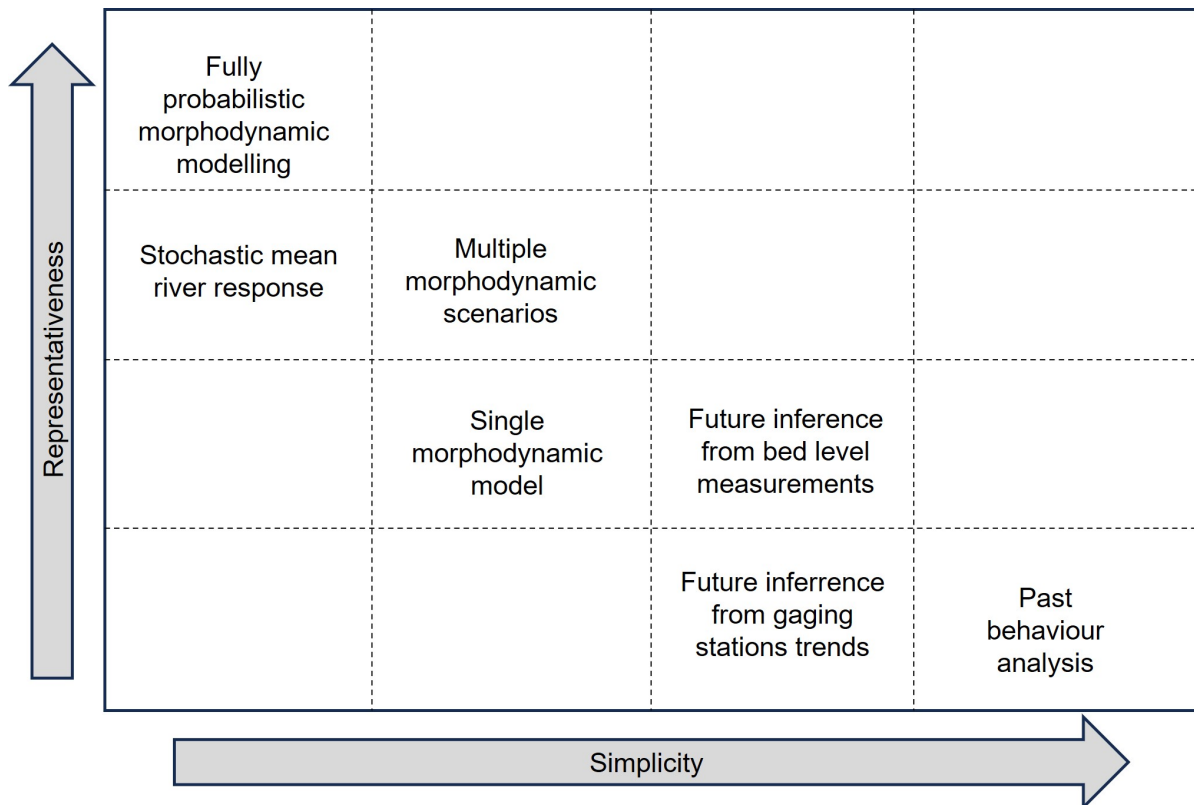 Fully
probabilistic
morphodynamic
modelling
Stochastic mean
river response
Multiple
morphodynamic
scenarios
Single
morphodynamic
model
Future inference
from bed level
measurements
Future inferrence
from gaging
stations trends
Past
behaviour
analysis
Representativeness
Simplicity